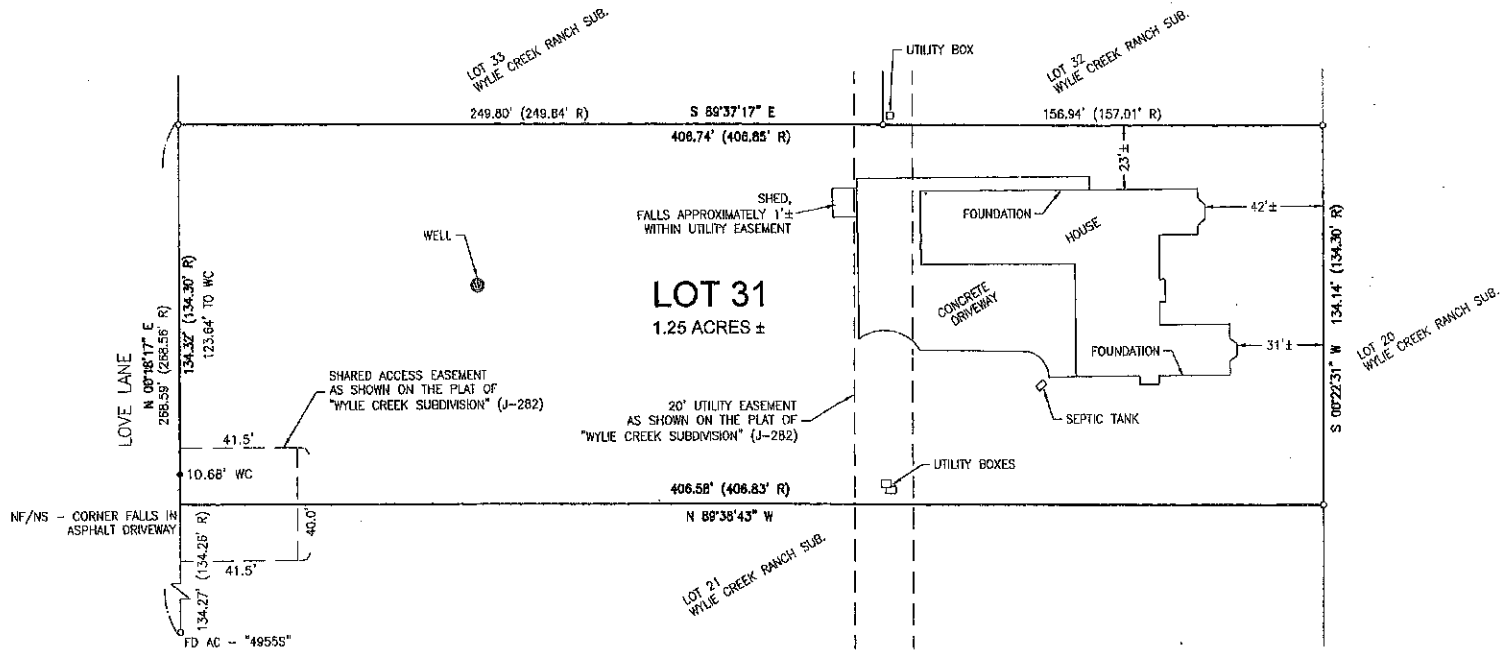 LOT 33
WYLIE CREEK RANCH SUB.
UTILITY BOX
LOT 32
WYLIE CREEK RANCH SUB.
249.80' (249.84' R)
S 89°37'17" E
156.94' (157.01' R)
406.74' (406.85' R)
23'±
SHED,
FALLS APPROXIMATELY 1'±
WITHIN UTILITY EASEMENT
FOUNDATION
HOUSE
42'±
WELL
LOT 31
1.25 ACRES ±
CONCRETE
DRIVEWAY
S 00°22'31" W 134.14' (134.30' R)
LOVE LANE
N 00°18'17" E
268.59' (268.56' R)
134.32' (134.30' R)
123.64' TO WC
FOUNDATION
31'±
LOT 20
WYLIE CREEK RANCH SUB.
SHARED ACCESS EASEMENT
AS SHOWN ON THE PLAT OF
"WYLIE CREEK SUBDIVISION" (J-282)
20' UTILITY EASEMENT
AS SHOWN ON THE PLAT OF
"WYLIE CREEK SUBDIVISION" (J-282)
SEPTIC TANK
41.5'
10.68' WC
UTILITY BOXES
406.58' (406.83' R)
N 89°38'43" W
NF/NS - CORNER FALLS IN
ASPHALT DRIVEWAY
40.0'
41.5'
134.27' (134.26' R)
LOT 21
WYLIE CREEK RANCH SUB.
FD AC - "4955S"